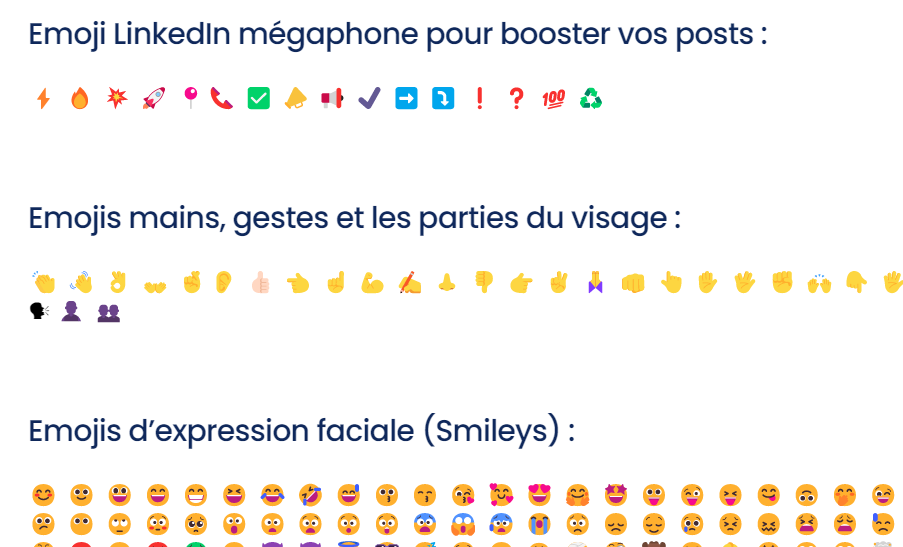 Emoji LinkedIn mégaphone pour booster vos posts :
Emojis mains, gestes et les parties du visage :
Emojis d’expression faciale (Smileys) :